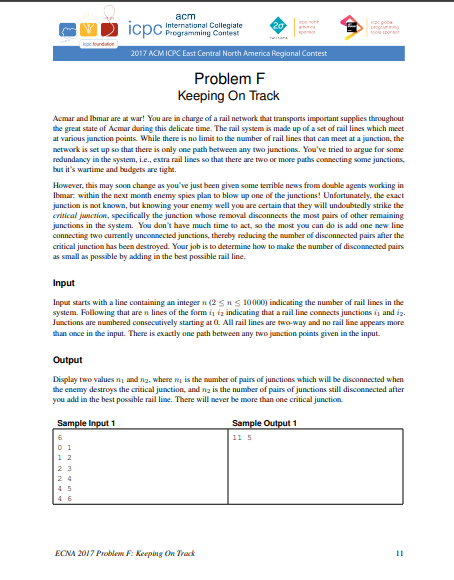 acm
icpc International Collegiate
Programming Contest
icpc.foundation
2σ
TWO SIGMA
icpc north
america
sponsor
icpc global
programming
tools sponsor
2017 ACM ICPC East Central North America Regional Contest
Problem F
Keeping On Track
Acmar and Ibmar are at war! You are in charge of a rail network that transports important supplies throughout
the great state of Acmar during this delicate time. The rail system is made up of a set of rail lines which meet
at various junction points. While there is no limit to the number of rail lines that can meet at a junction, the
network is set up so that there is only one path between any two junctions. You've tried to argue for some
redundancy in the system, i.e., extra rail lines so that there are two or more paths connecting some junctions,
but it's wartime and budgets are tight.
However, this may soon change as you've just been given some terrible news from double agents working in
Ibmar: within the next month enemy spies plan to blow up one of the junctions! Unfortunately, the exact
junction is not known, but knowing your enemy well you are certain that they will undoubtedly strike the
critical junction, specifically the junction whose removal disconnects the most pairs of other remaining
junctions in the system. You don't have much time to act, so the most you can do is add one new line
connecting two currently unconnected junctions, thereby reducing the number of disconnected pairs after the
critical junction has been destroyed. Your job is to determine how to make the number of disconnected pairs
as small as possible by adding in the best possible rail line.
Input
Input starts with a line containing an integer n (2 ≤ n ≤ 10 000) indicating the number of rail lines in the
system. Following that are n lines of the form i₁ i₂ indicating that a rail line connects junctions i₁ and i₂.
Junctions are numbered consecutively starting at 0. All rail lines are two-way and no rail line appears more
than once in the input. There is exactly one path between any two junction points given in the input.
Output
Display two values n₁ and n₂, where n₁ is the number of pairs of junctions which will be disconnected when
the enemy destroys the critical junction, and n₂ is the number of pairs of junctions still disconnected after
you add in the best possible rail line. There will never be more than one critical junction.
Sample Input 1 Sample Output 1
6 11 5
0 1
1 2
2 3
2 4
4 5
4 6
ECNA 2017 Problem F: Keeping On Track 11